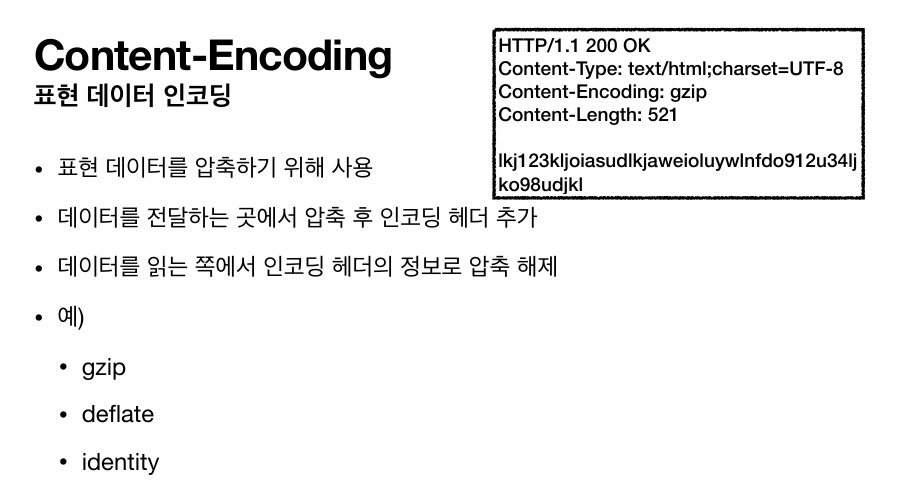 Content-Encoding
표현 데이터 인코딩
HTTP/1.1 200 OK
Content-Type: text/html;charset=UTF-8
Content-Encoding: gzip
Content-Length: 521
lkj123kljoiasudlkjaweioluywlnfdo912u34lj
ko98udjkl
• 표현 데이터를 압축하기 위해 사용
• 데이터를 전달하는 곳에서 압축 후 인코딩 헤더 추가
• 데이터를 읽는 쪽에서 인코딩 헤더의 정보로 압축 해제
• 예)
• gzip
• deflate
• identity